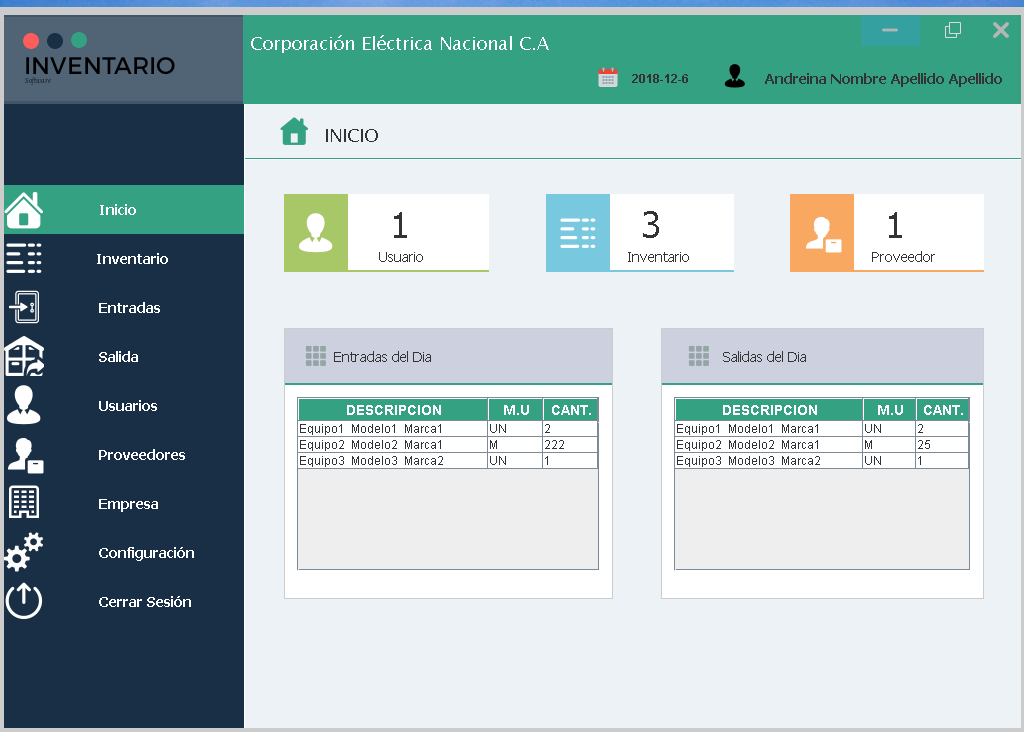 INVENTARIO
Software
Corporación Eléctrica Nacional C.A
2018-12-6
Andreina Nombre Apellido Apellido
Inicio
Inventario
Entradas
Salida
Usuarios
Proveedores
Empresa
Configuración
Cerrar Sesión
INICIO
1
Usuario
3
Inventario
1
Proveedor
Entradas del Dia
DESCRIPCION M.U CANT.
Equipo1 Modelo1 Marca1 UN 2
Equipo2 Modelo2 Marca1 M 222
Equipo3 Modelo3 Marca2 UN 1
Salidas del Dia
DESCRIPCION M.U CANT.
Equipo1 Modelo1 Marca1 UN 2
Equipo2 Modelo2 Marca1 M 25
Equipo3 Modelo3 Marca2 UN 1